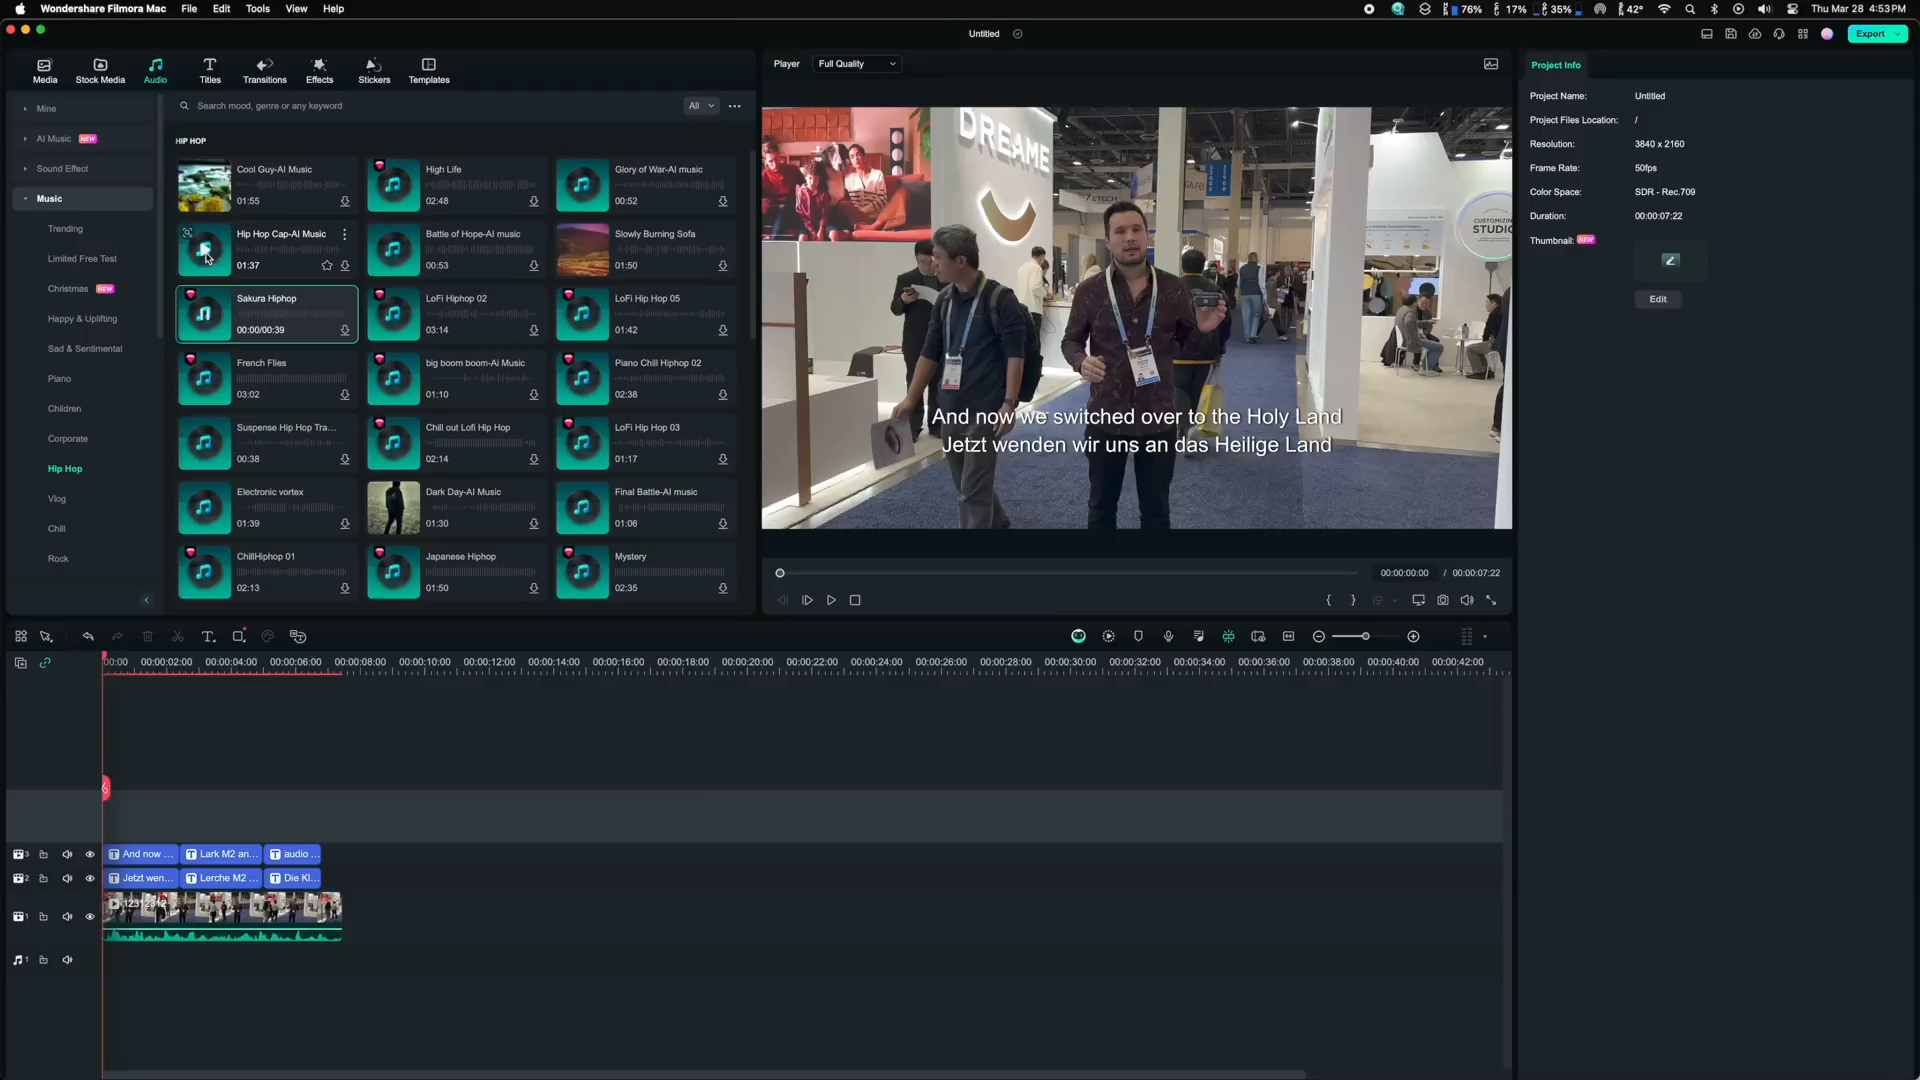 Wondershare Filmora Mac File Edit Tools View Help
76% 17% 35% 42° Thu Mar 28 4:53 PM
Untitled
Export
Media Stock Media Audio Titles Transitions Effects Stickers Templates
Search mood, genre or any keyword
All
Mine
AI Music NEW
Sound Effect
Music
Trending
Limited Free Test
Christmas NEW
Happy & Uplifting
Sad & Sentimental
Piano
Children
Corporate
Hip Hop
Vlog
Chill
Rock
HIP HOP
Cool Guy-AI Music
01:55
High Life
02:48
Glory of War-AI music
00:52
Hip Hop Cap-AI Music
01:37
Battle of Hope-AI music
00:53
Slowly Burning Sofa
01:50
Sakura Hiphop
00:00/00:39
LoFi Hiphop 02
03:14
LoFi Hip Hop 05
01:42
French Flies
03:02
big boom boom-Ai Music
01:10
Piano Chill Hiphop 02
02:38
Suspense Hip Hop Tra...
00:38
Chill out Lofi Hip Hop
02:14
LoFi Hip Hop 03
01:17
Electronic vortex
01:39
Dark Day-AI Music
01:30
Final Battle-AI music
01:06
ChillHiphop 01
02:13
Japanese Hiphop
01:50
Mystery
02:35
Player Full Quality
DREAME
CUSTOMIZING
STUDIO
And now we switched over to the Holy Land
Jetzt wenden wir uns an das Heilige Land
00:00:00:00 / 00:00:07:22
Project Info
Project Name: Untitled
Project Files Location: /
Resolution: 3840 x 2160
Frame Rate: 50fps
Color Space: SDR - Rec.709
Duration: 00:00:07:22
Thumbnail: NEW
Edit
00:00 00:00:02:00 00:00:04:00 00:00:06:00 00:00:08:00 00:00:10:00 00:00:12:00 00:00:14:00 00:00:16:00 00:00:18:00 00:00:20:00 00:00:22:00 00:00:24:00 00:00:26:00 00:00:28:00 00:00:30:00 00:00:32:00 00:00:34:00 00:00:36:00 00:00:38:00 00:00:40:00 00:00:42:00
3 And now ... Lark M2 an... audio ...
2 Jetzt wen... Lerche M2 ... Die Kl...
1 12312312
1